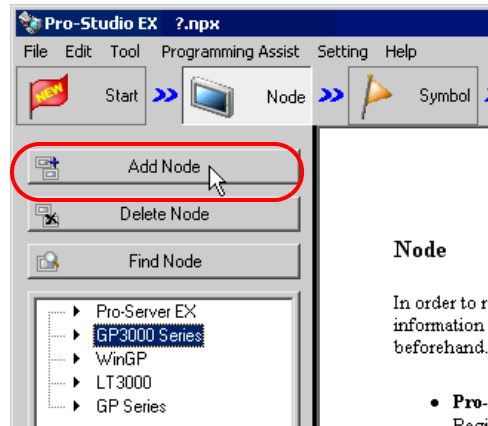 Pro-Studio EX ?.npx
File Edit Tool Programming Assist Setting Help
NEW Start Node Symbol
Add Node
Delete Node
Find Node
Pro-Server EX
GP3000 Series
WinGP
LT3000
GP Series
Node
In order to
information
beforehand.
Pro-